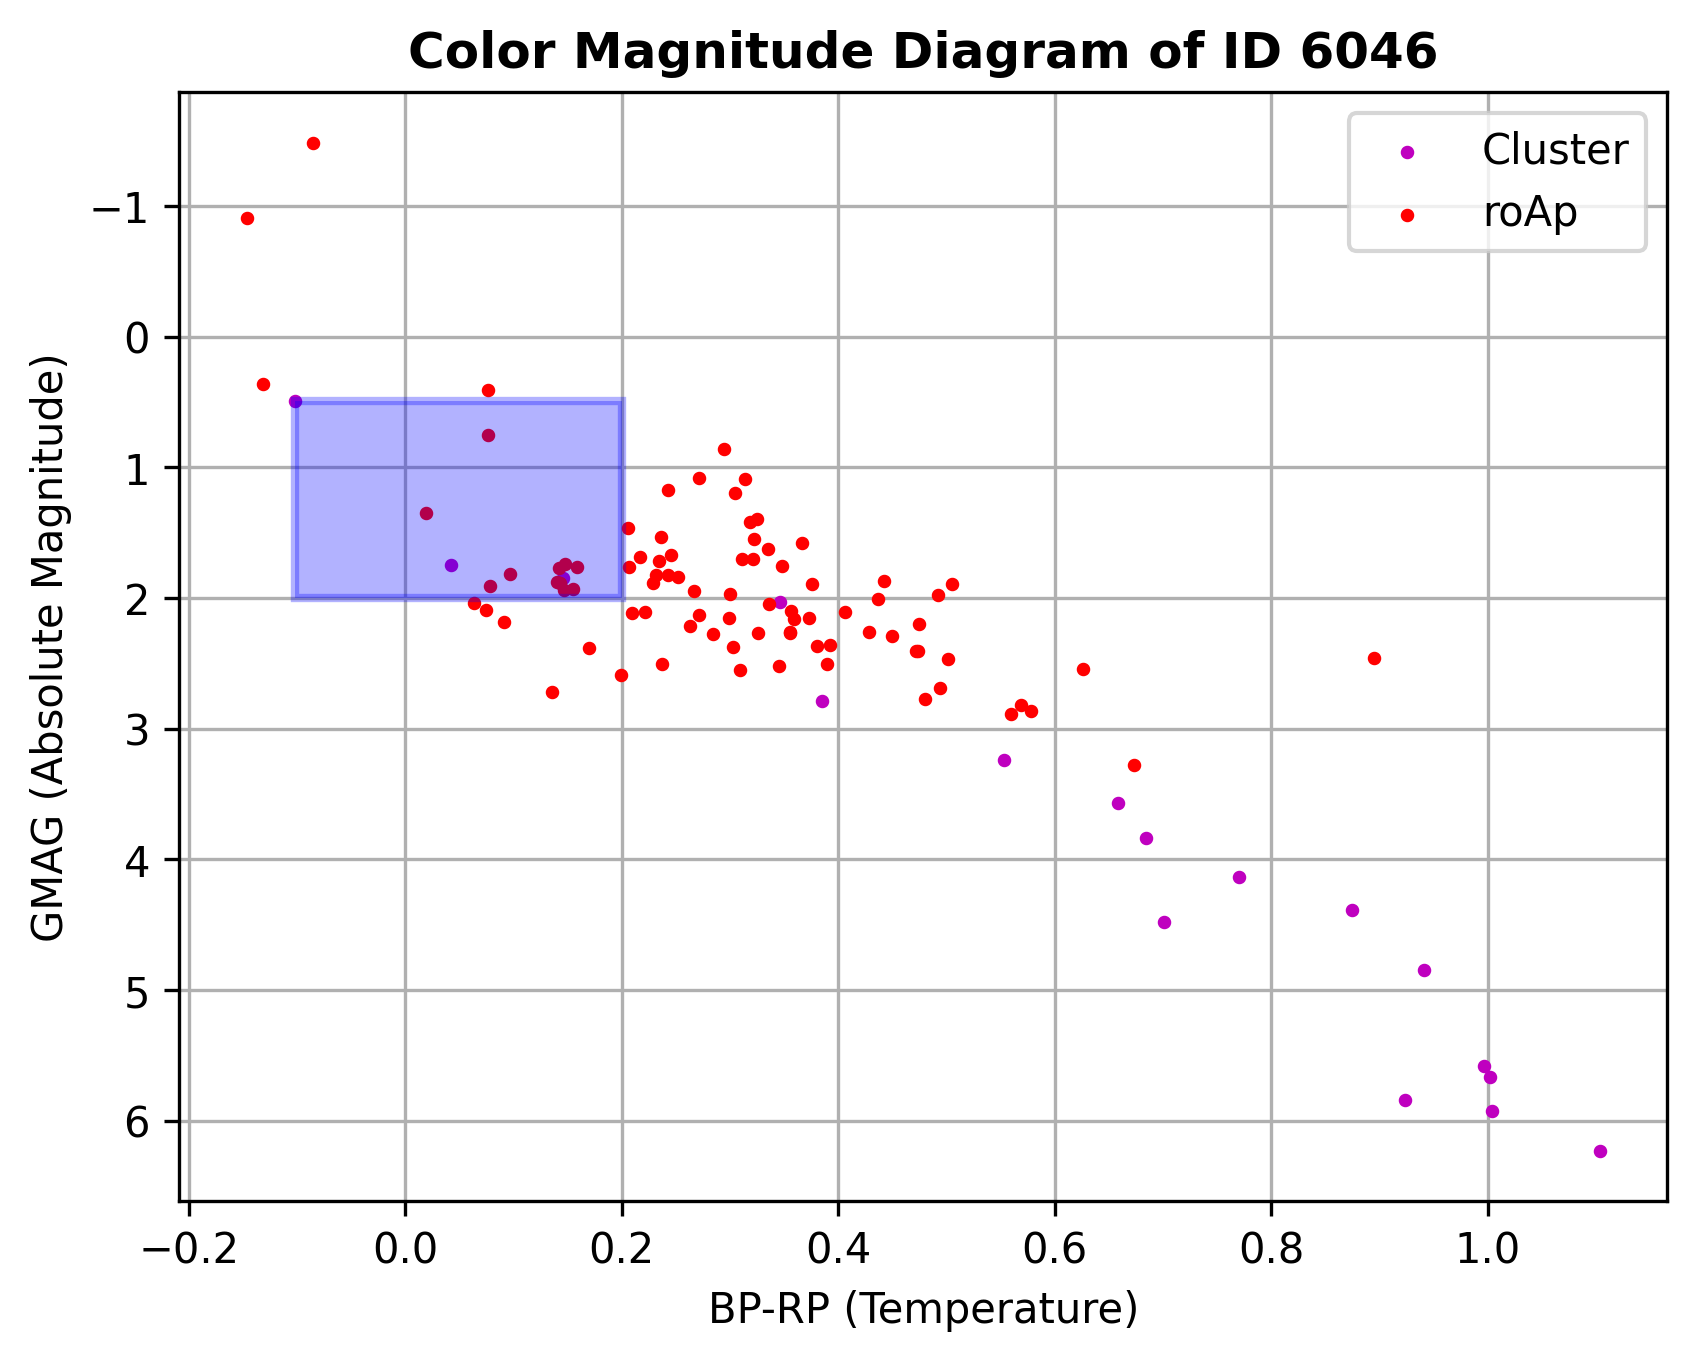 Color Magnitude Diagram of ID 6046
Cluster
roAp
GMAG (Absolute Magnitude)
−1
0
1
2
3
4
5
6
−0.2 0.0 0.2 0.4 0.6 0.8 1.0
BP-RP (Temperature)